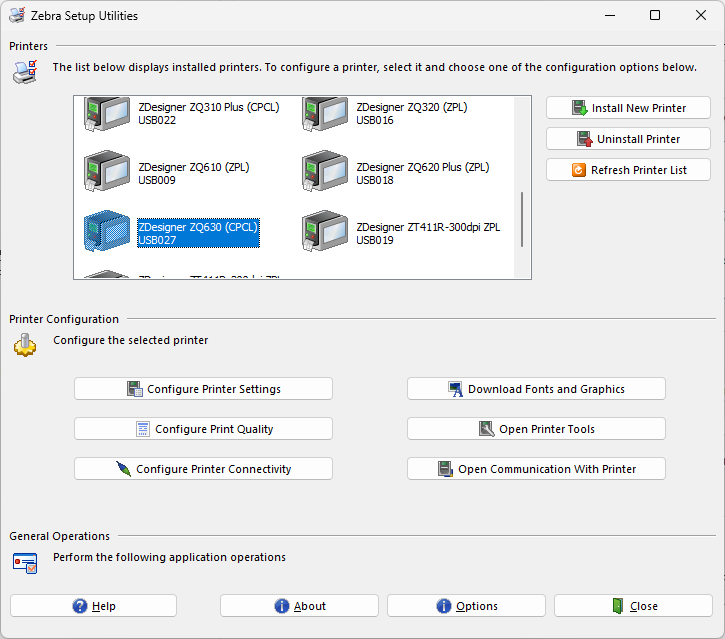 Zebra Setup Utilities
Printers
The list below displays installed printers. To configure a printer, select it and choose one of the configuration options below.
ZDesigner ZQ310 Plus (CPCL)
USB022
ZDesigner ZQ320 (ZPL)
USB016
ZDesigner ZQ610 (ZPL)
USB009
ZDesigner ZQ620 Plus (ZPL)
USB018
ZDesigner ZQ630 (CPCL)
USB027
ZDesigner ZT411R-300dpi ZPL
USB019
Install New Printer
Uninstall Printer
Refresh Printer List
Printer Configuration
Configure the selected printer
Configure Printer Settings
Download Fonts and Graphics
Configure Print Quality
Open Printer Tools
Configure Printer Connectivity
Open Communication With Printer
General Operations
Perform the following application operations
Help
About
Options
Close